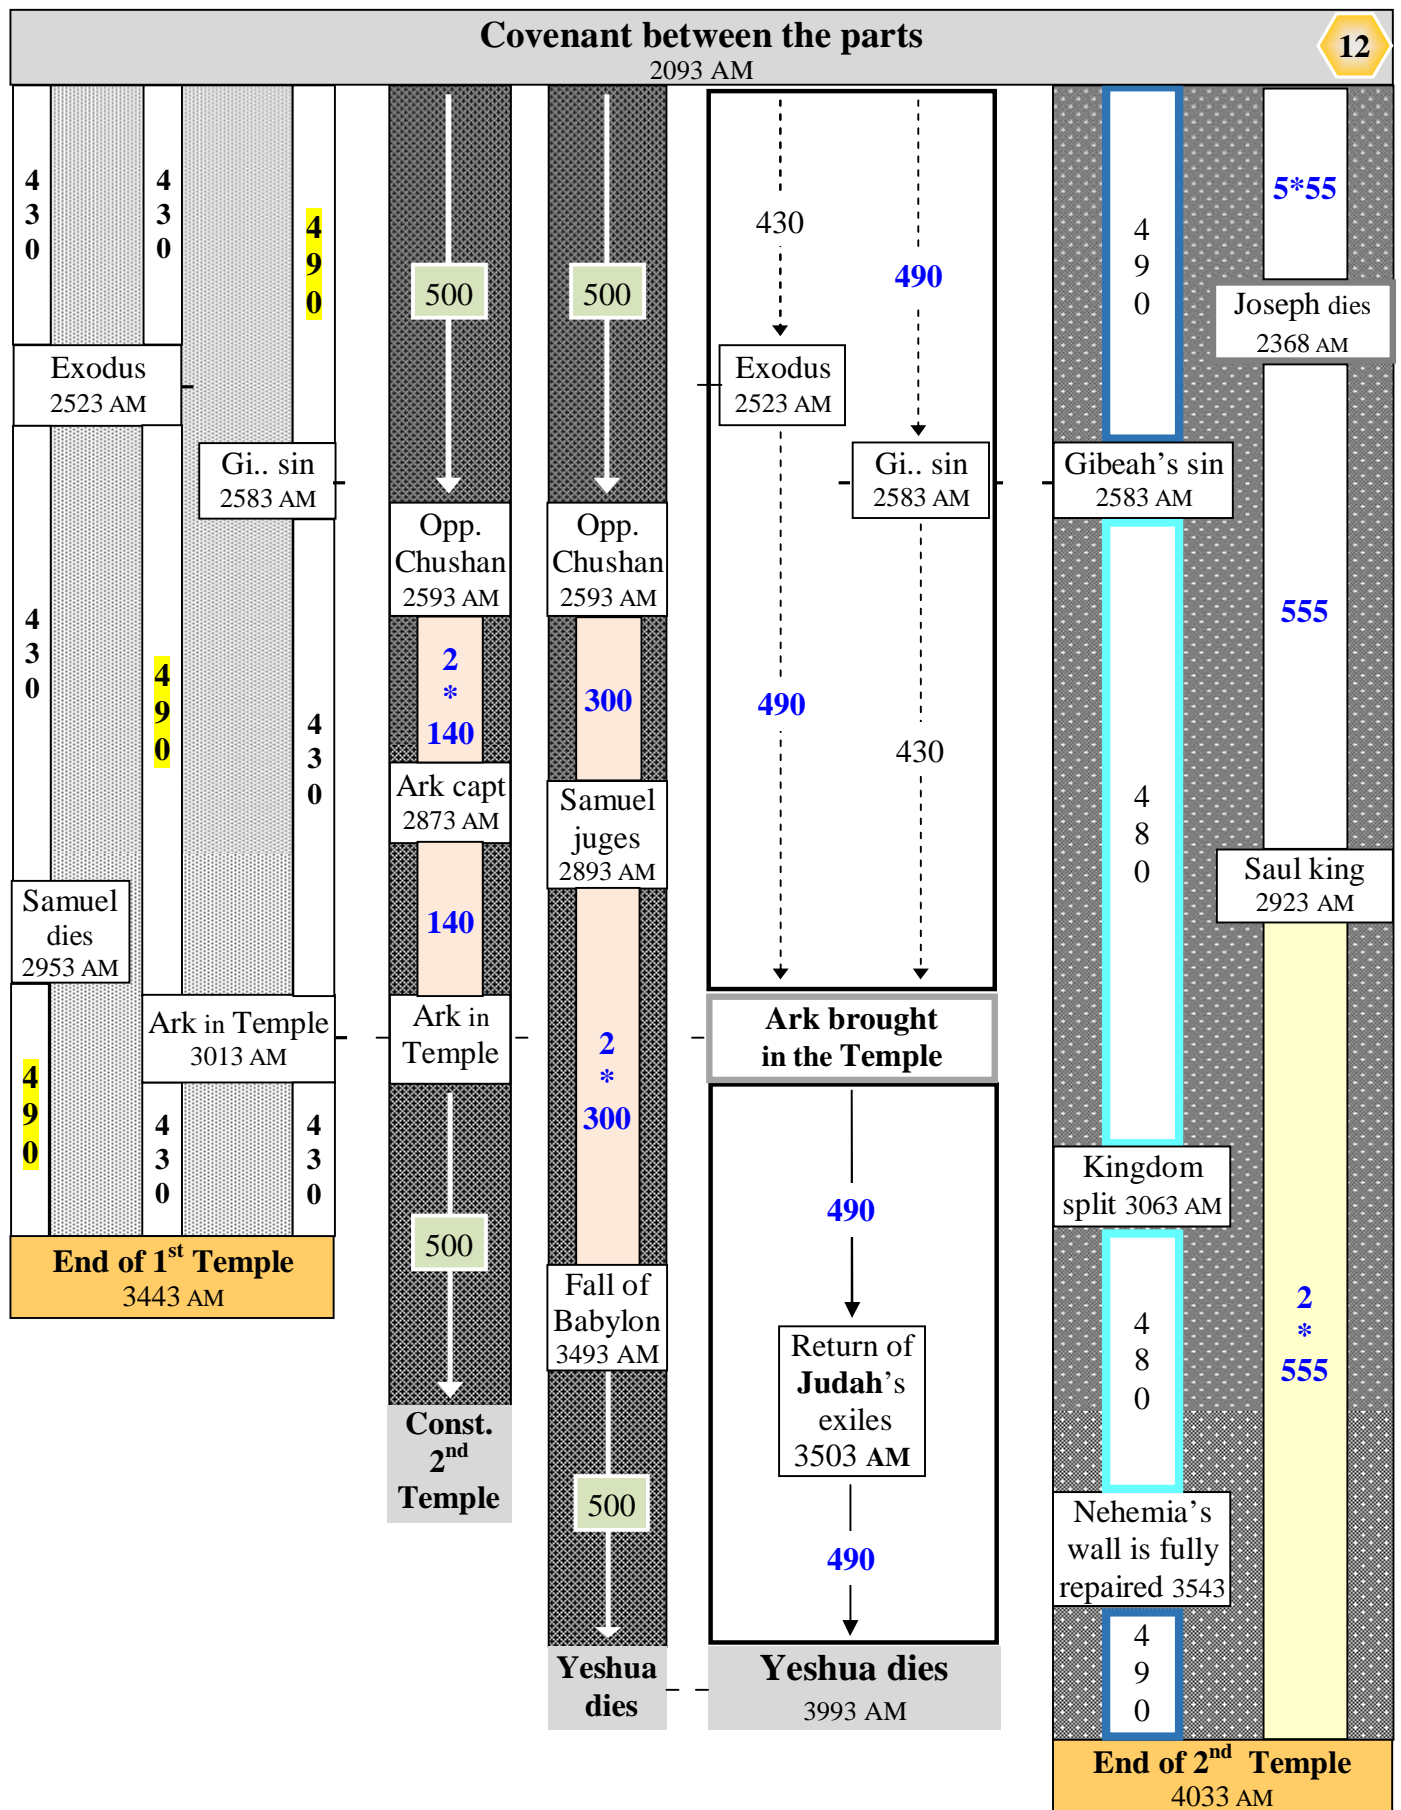 Covenant between the parts
2093 AM
12
4
3
0
4
3
0
4
9
0
Exodus
2523 AM
Gi.. sin
2583 AM
4
3
0
4
9
0
4
3
0
Samuel
dies
2953 AM
Ark in Temple
3013 AM
4
9
0
4
3
0
4
3
0
End of 1st Temple
3443 AM
500
Opp.
Chushan
2593 AM
2
*
140
Ark capt
2873 AM
140
Ark in
Temple
500
Const.
2nd
Temple
500
Opp.
Chushan
2593 AM
300
Samuel
juges
2893 AM
2
*
300
Fall of
Babylon
3493 AM
500
Yeshua
dies
430
490
Exodus
2523 AM
Gi.. sin
2583 AM
490
430
Ark brought
in the Temple
490
Return of
Judah’s
exiles
3503 AM
490
Yeshua dies
3993 AM
4
9
0
Gibeah’s sin
2583 AM
4
8
0
Kingdom
split 3063 AM
4
8
0
Nehemia’s
wall is fully
repaired 3543
4
9
0
5*55
Joseph dies
2368 AM
555
Saul king
2923 AM
2
*
555
End of 2nd Temple
4033 AM